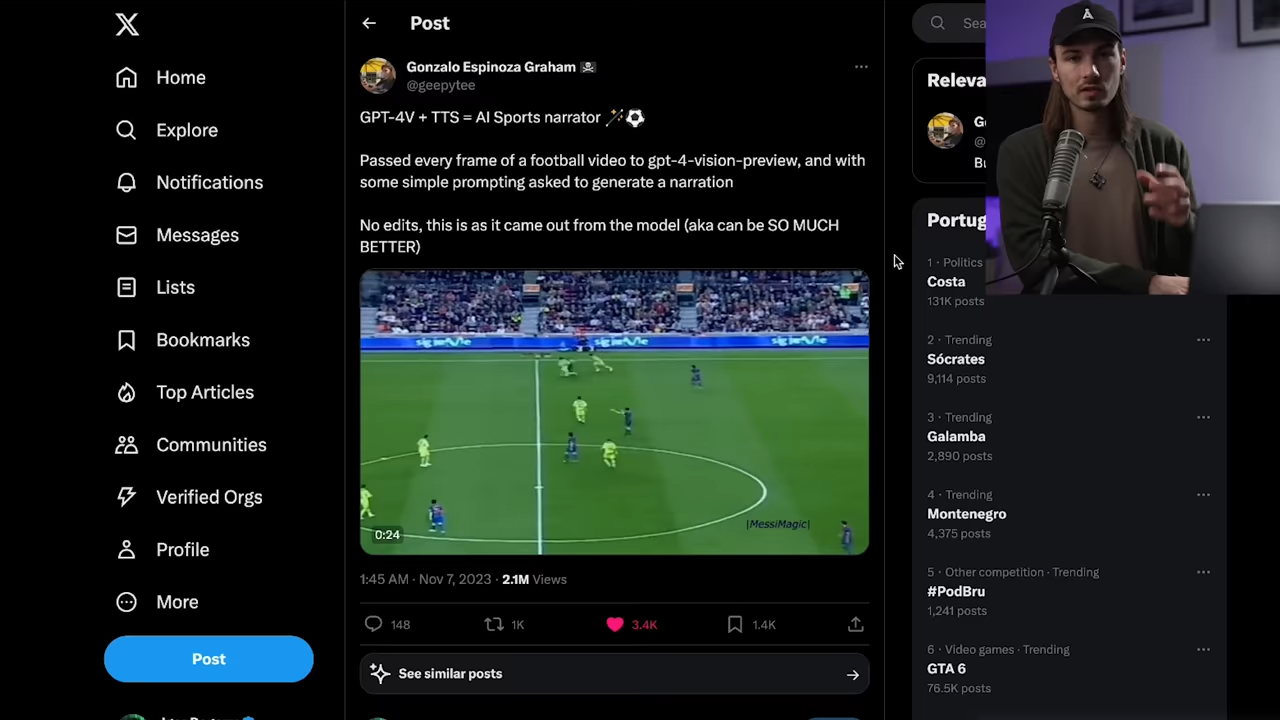 Home
Explore
Notifications
Messages
Lists
Bookmarks
Top Articles
Communities
Verified Orgs
Profile
More
Post
Post
Gonzalo Espinoza Graham
@geepytee
GPT-4V + TTS = AI Sports narrator
Passed every frame of a football video to gpt-4-vision-preview, and with
some simple prompting asked to generate a narration
No edits, this is as it came out from the model (aka can be SO MUCH
BETTER)
|MessiMagic|
0:24
1:45 AM · Nov 7, 2023 · 2.1M Views
148
1K
3.4K
1.4K
See similar posts
Sea
Releva
G
@
Bu
Portug
1 · Politics
Costa
131K posts
2 · Trending
Sócrates
9,114 posts
3 · Trending
Galamba
2,890 posts
4 · Trending
Montenegro
4,375 posts
5 · Other competition · Trending
#PodBru
1,241 posts
6 · Video games · Trending
GTA 6
76.5K posts